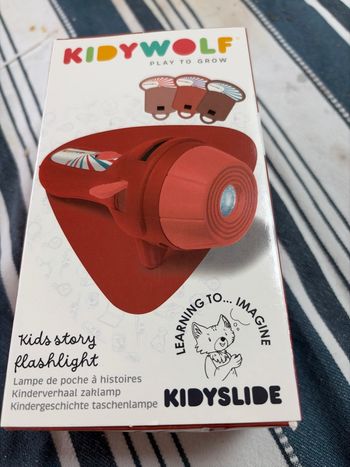 KIDYWOLF
PLAY TO GROW
LEARNING TO... IMAGINE
Kids story
flashlight
Lampe de poche à histoires
Kinderverhaal zaklamp
Kindergeschichte taschenlampe
KIDYSLIDE